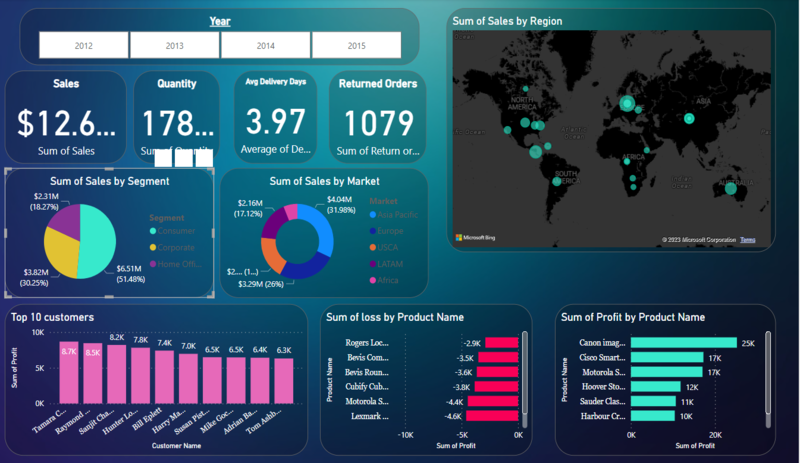 Year
2012 2013 2014 2015
Sales
$12.6...
Sum of Sales
Quantity
178...
Sum of Quantity
Avg Delivery Days
3.97
Average of De...
Returned Orders
1079
Sum of Return or...
Sum of Sales by Region
NORTH
AMERICA
ASIA
AFRICA
SOUTH
AMERICA
AUSTRALIA
Microsoft Bing
© 2023 Microsoft Corporation Terms
Sum of Sales by Segment
$2.31M
(18.27%)
$3.82M
(30.25%)
$6.51M
(51.48%)
Segment
Consumer
Corporate
Home Offi...
Sum of Sales by Market
$2.16M
(17.12%)
$4.04M
(31.98%)
$2.... (1...)
$3.29M (26%)
Market
Asia Pacific
Europe
USCA
LATAM
Africa
Top 10 customers
Sum of Profit
10K
5K
0K
8.7K 8.5K 8.2K 7.8K 7.4K 7.0K 6.5K 6.5K 6.4K 6.3K
Tamara C... Raymond ... Sanjit Cha... Hunter Lo... Bill Eplett Harry Ma... Susan Pist... Mike Goc... Adrian Ba... Tom Ashb...
Customer Name
Sum of loss by Product Name
Product Name
Rogers Loc... -2.9K
Bevis Com... -3.5K
Bevis Roun... -3.6K
Cubify Cub... -3.8K
Motorola S... -4.4K
Lexmark ... -4.6K
-10K -5K 0K
Sum of Profit
Sum of Profit by Product Name
Product Name
Canon imag... 25K
Cisco Smart... 17K
Motorola S... 17K
Hoover Sto... 12K
Sauder Clas... 11K
Harbour Cr... 10K
0K 20K
Sum of Profit